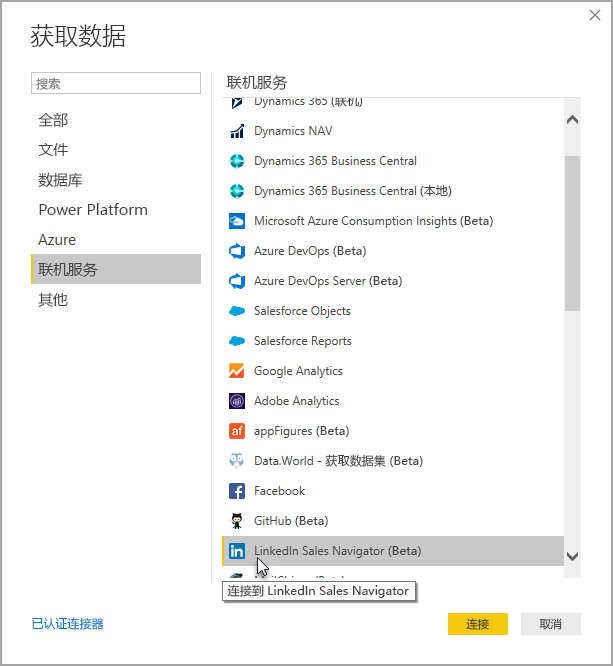 获取数据
搜索
全部
文件
数据库
Power Platform
Azure
联机服务
其他
联机服务
Dynamics 365 (联机)
Dynamics NAV
Dynamics 365 Business Central
Dynamics 365 Business Central (本地)
Microsoft Azure Consumption Insights (Beta)
Azure DevOps (Beta)
Azure DevOps Server (Beta)
Salesforce Objects
Salesforce Reports
Google Analytics
Adobe Analytics
af appFigures (Beta)
Data.World - 获取数据集 (Beta)
Facebook
GitHub (Beta)
in LinkedIn Sales Navigator (Beta)
连接到 LinkedIn Sales Navigator
已认证连接器
连接
取消